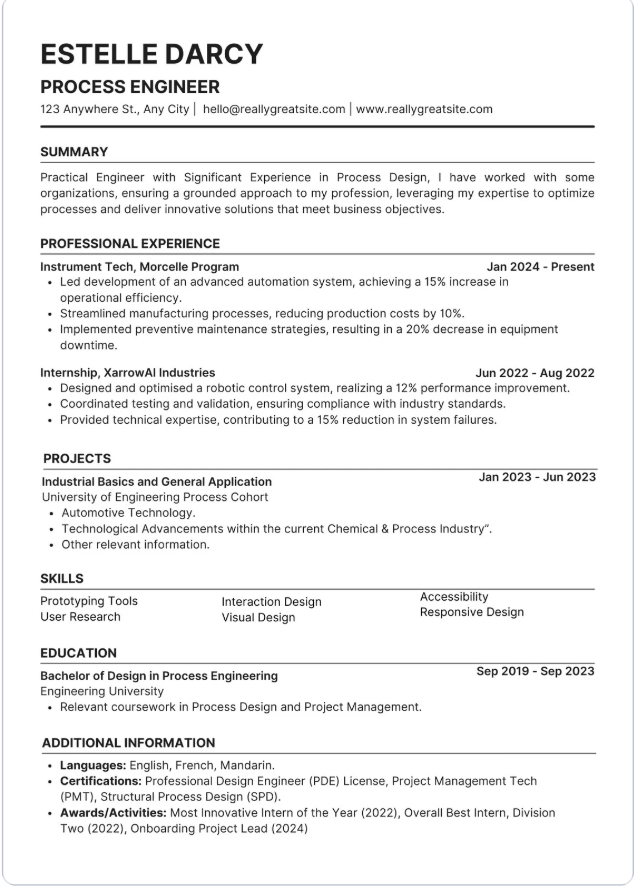 ESTELLE DARCY
PROCESS ENGINEER
123 Anywhere St., Any City | hello@reallygreatsite.com | www.reallygreatsite.com
SUMMARY
Practical Engineer with Significant Experience in Process Design, I have worked with some
organizations, ensuring a grounded approach to my profession, leveraging my expertise to optimize
processes and deliver innovative solutions that meet business objectives.
PROFESSIONAL EXPERIENCE
Instrument Tech, Morcelle Program Jan 2024 - Present
• Led development of an advanced automation system, achieving a 15% increase in
operational efficiency.
• Streamlined manufacturing processes, reducing production costs by 10%.
• Implemented preventive maintenance strategies, resulting in a 20% decrease in equipment
downtime.
Internship, XarrowAI Industries Jun 2022 - Aug 2022
• Designed and optimised a robotic control system, realizing a 12% performance improvement.
• Coordinated testing and validation, ensuring compliance with industry standards.
• Provided technical expertise, contributing to a 15% reduction in system failures.
PROJECTS
Industrial Basics and General Application Jan 2023 - Jun 2023
University of Engineering Process Cohort
• Automotive Technology.
• Technological Advancements within the current Chemical & Process Industry”.
• Other relevant information.
SKILLS
Prototyping Tools Interaction Design Accessibility
User Research Visual Design Responsive Design
EDUCATION
Bachelor of Design in Process Engineering Sep 2019 - Sep 2023
Engineering University
• Relevant coursework in Process Design and Project Management.
ADDITIONAL INFORMATION
• Languages: English, French, Mandarin.
• Certifications: Professional Design Engineer (PDE) License, Project Management Tech
(PMT), Structural Process Design (SPD).
• Awards/Activities: Most Innovative Intern of the Year (2022), Overall Best Intern, Division
Two (2022), Onboarding Project Lead (2024)